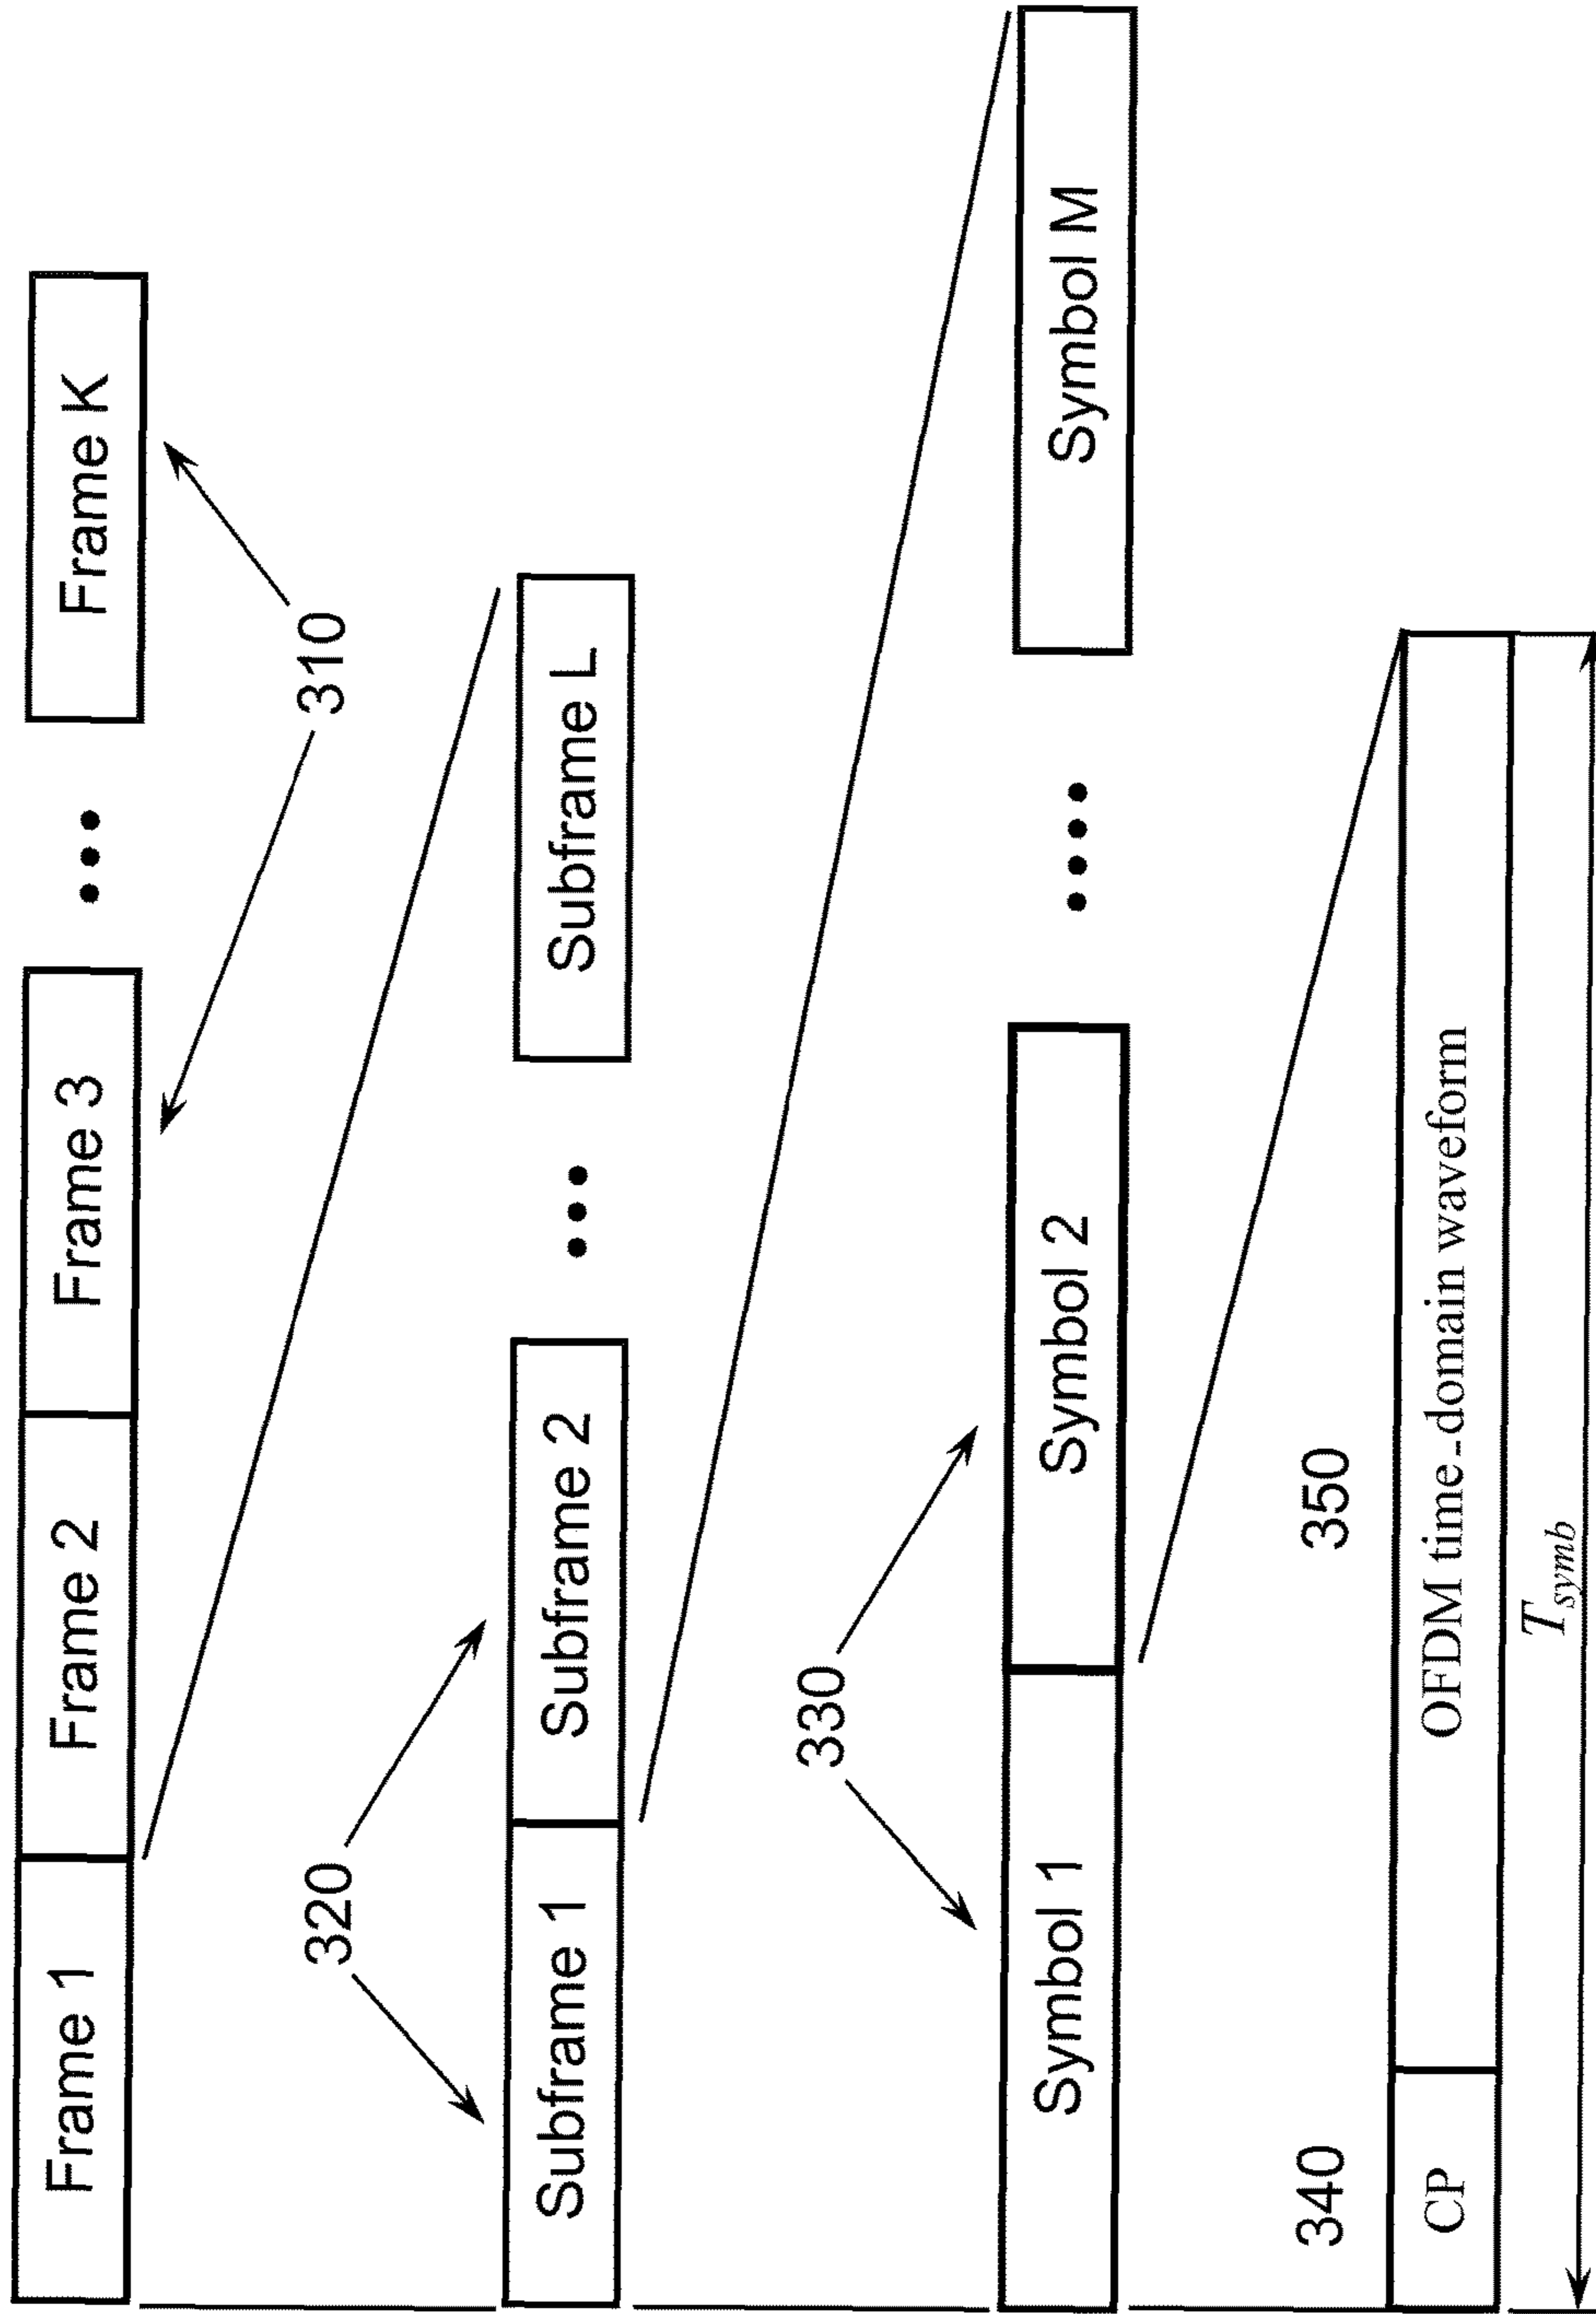 Frame 1 Frame 2 Frame 3 ••• Frame K
310
320
Subframe 1 Subframe 2 ••• Subframe L
330
Symbol 1 Symbol 2 •••• Symbol M
340 350
CP OFDM time-domain waveform
Tsymb